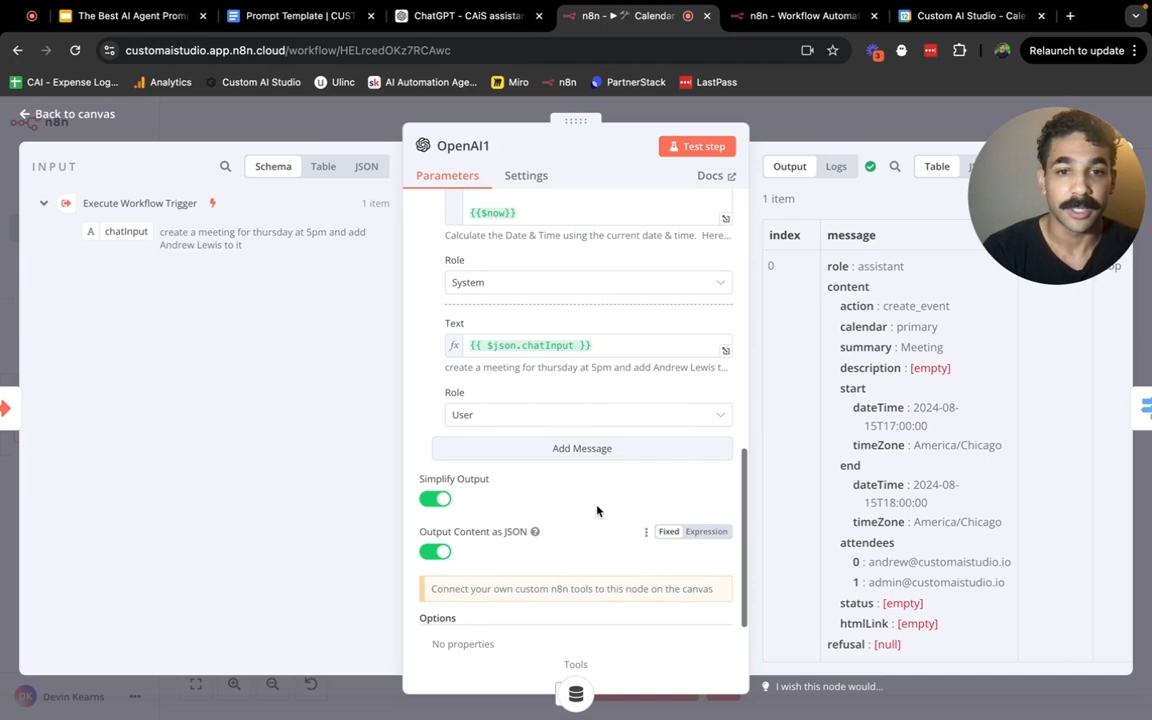 The Best AI Agent Prom
Prompt Template | CUST
ChatGPT - CAiS assistan
n8n - Calendar
n8n - Workflow Automat
Custom AI Studio - Cale
customaistudio.app.n8n.cloud/workflow/HELrcedOKz7RCAwc
Relaunch to update
CAI - Expense Log...
Analytics
Custom AI Studio
Ulinc
AI Automation Age...
Miro
n8n
PartnerStack
LastPass
Back to canvas
INPUT
Schema
Table
JSON
Execute Workflow Trigger
1 item
A chatInput
create a meeting for thursday at 5pm and add
Andrew Lewis to it
OpenAI1
Test step
Parameters
Settings
Docs
{{$now}}
Calculate the Date & Time using the current date & time. Here...
Role
System
Text
fx {{ $json.chatInput }}
create a meeting for thursday at 5pm and add Andrew Lewis t...
Role
User
Add Message
Simplify Output
Output Content as JSON
Fixed
Expression
Connect your own custom n8n tools to this node on the canvas
Options
No properties
Tools
Output
Logs
Table
1 item
index
message
0
role : assistant
content
action : create_event
calendar : primary
summary : Meeting
description : [empty]
start
dateTime : 2024-08-
15T17:00:00
timeZone : America/Chicago
end
dateTime : 2024-08-
15T18:00:00
timeZone : America/Chicago
attendees
0 : andrew@customaistudio.io
1 : admin@customaistudio.io
status : [empty]
htmlLink : [empty]
refusal : [null]
I wish this node would...
DK
Devin Kearns